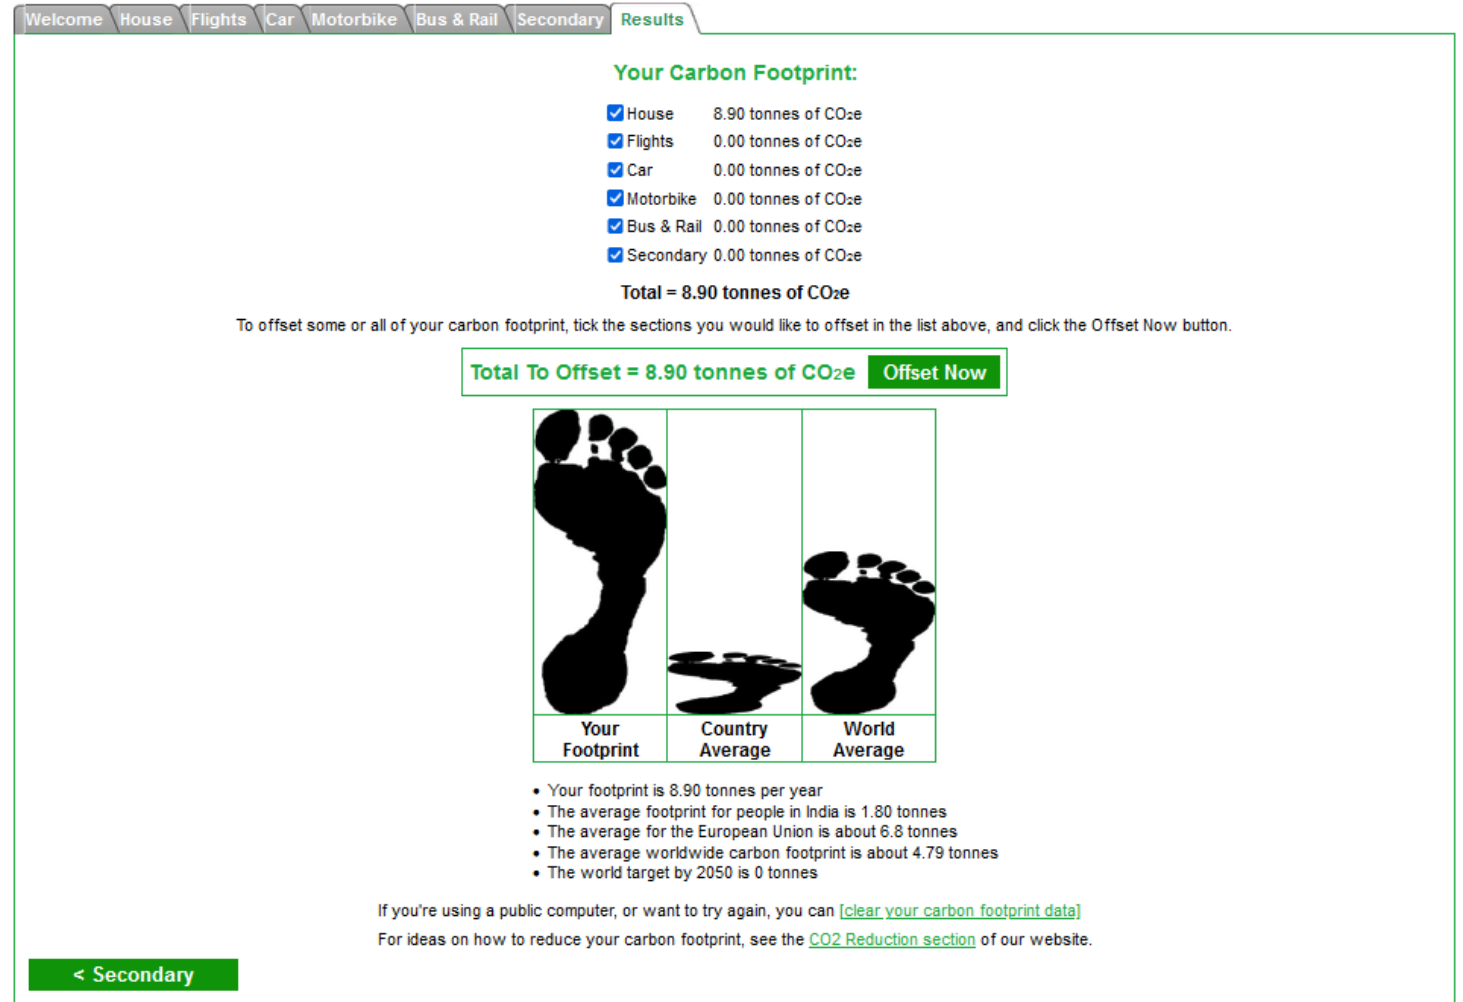 Welcome House Flights Car Motorbike Bus & Rail Secondary Results
Your Carbon Footprint:
House 8.90 tonnes of CO₂e
Flights 0.00 tonnes of CO₂e
Car 0.00 tonnes of CO₂e
Motorbike 0.00 tonnes of CO₂e
Bus & Rail 0.00 tonnes of CO₂e
Secondary 0.00 tonnes of CO₂e
Total = 8.90 tonnes of CO₂e
To offset some or all of your carbon footprint, tick the sections you would like to offset in the list above, and click the Offset Now button.
Total To Offset = 8.90 tonnes of CO₂e Offset Now
Your Country World
Footprint Average Average
• Your footprint is 8.90 tonnes per year
• The average footprint for people in India is 1.80 tonnes
• The average for the European Union is about 6.8 tonnes
• The average worldwide carbon footprint is about 4.79 tonnes
• The world target by 2050 is 0 tonnes
If you're using a public computer, or want to try again, you can [clear your carbon footprint data]
For ideas on how to reduce your carbon footprint, see the CO2 Reduction section of our website.
< Secondary